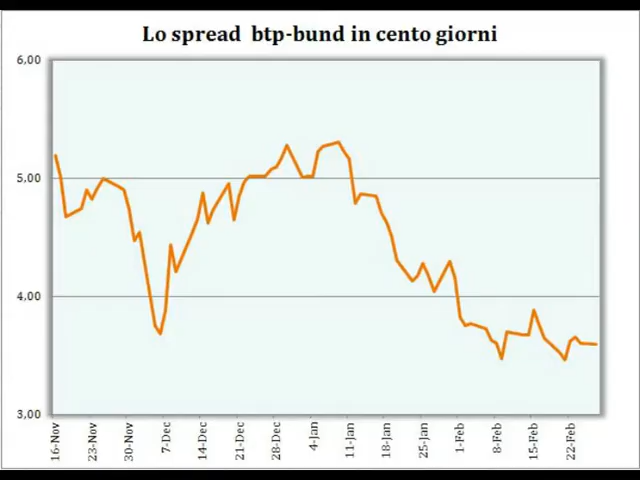 Lo spread btp-bund in cento giorni
6,00
5,00
4,00
3,00
16-Nov
23-Nov
30-Nov
7-Dec
14-Dec
21-Dec
28-Dec
4-Jan
11-Jan
18-Jan
25-Jan
1-Feb
8-Feb
15-Feb
22-Feb